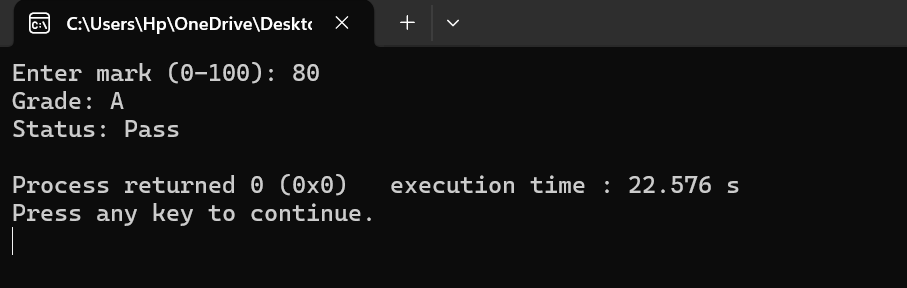 C:\Users\Hp\OneDrive\Deskto
Enter mark (0-100): 80
Grade: A
Status: Pass
Process returned 0 (0x0)   execution time : 22.576 s
Press any key to continue.